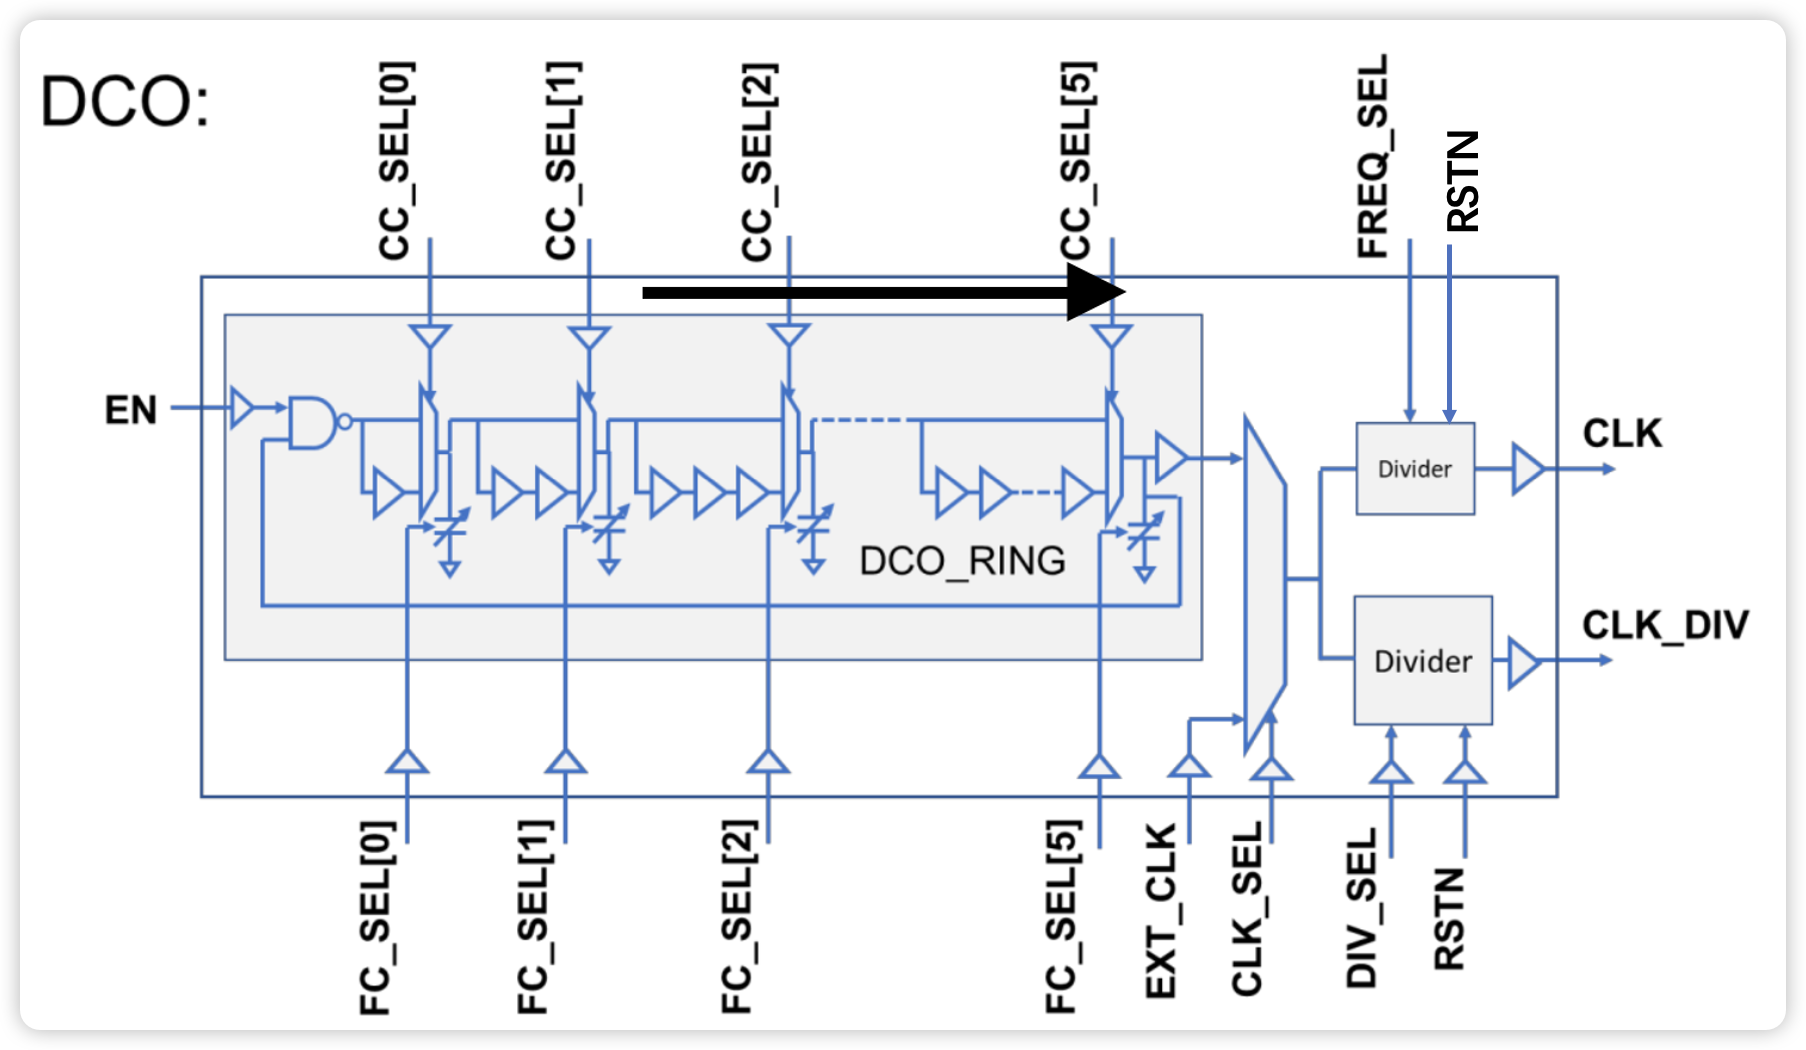 DCO:
CC_SEL[0]
CC_SEL[1]
CC_SEL[2]
CC_SEL[5]
FREQ_SEL
RSTN
EN
DCO_RING
Divider
CLK
Divider
CLK_DIV
FC_SEL[0]
FC_SEL[1]
FC_SEL[2]
FC_SEL[5]
EXT_CLK
CLK_SEL
DIV_SEL
RSTN